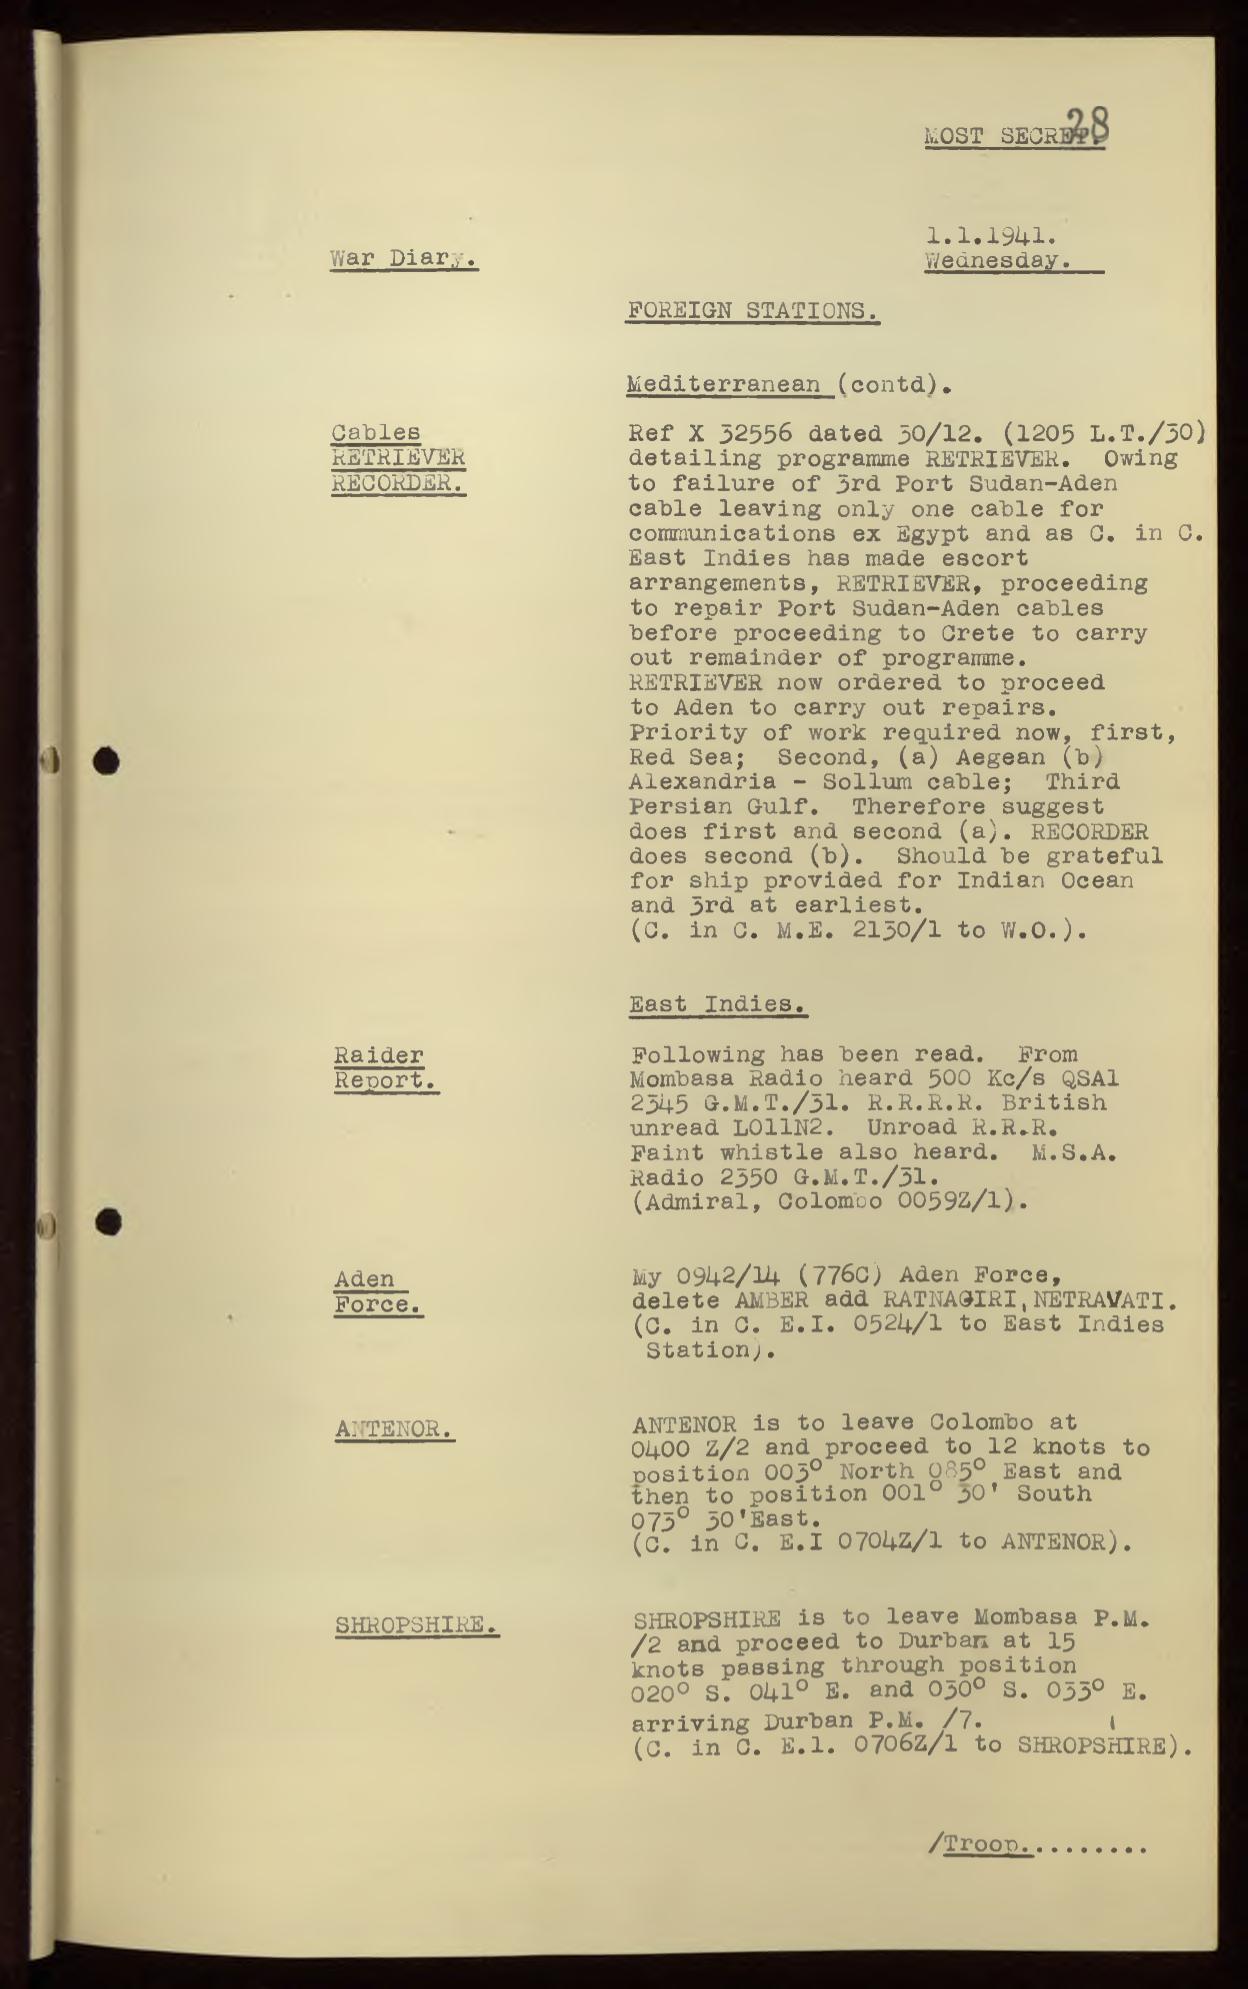 28
MOST SECRET.
1.1.1941.
War Diary.
Wednesday.
FOREIGN STATIONS.
Mediterranean (contd).
Cables
RETRIEVER
RECORDER.
Ref X 32556 dated 30/12. (1205 L.T./30)
detailing programme RETRIEVER. Owing
to failure of 3rd Port Sudan-Aden
cable leaving only one cable for
communications ex Egypt and as C. in C.
East Indies has made escort
arrangements, RETRIEVER, proceeding
to repair Port Sudan-Aden cables
before proceeding to Crete to carry
out remainder of programme.
RETRIEVER now ordered to proceed
to Aden to carry out repairs.
Priority of work required now, first,
Red Sea; Second, (a) Aegean (b)
Alexandria - Sollum cable; Third
Persian Gulf. Therefore suggest
does first and second (a). RECORDER
does second (b). Should be grateful
for ship provided for Indian Ocean
and 3rd at earliest.
(C. in C. M.E. 2130/1 to W.O.).
East Indies.
Raider
Report.
Following has been read. From
Mombasa Radio heard 500 Kc/s QSA1
2345 G.M.T./31. R.R.R.R. British
unread LO11N2. Unroad R.R.R.
Faint whistle also heard. M.S.A.
Radio 2350 G.M.T./31.
(Admiral, Colombo 0059Z/1).
Aden
Force.
My 0942/14 (776C) Aden Force,
delete AMBER add RATNAGIRI, NETRAVATI.
(C. in C. E.I. 0524/1 to East Indies
Station).
ANTENOR.
ANTENOR is to leave Colombo at
0400 Z/2 and proceed to 12 knots to
position 003° North 085° East and
then to position 001° 30' South
073° 30'East.
(C. in C. E.I 0704Z/1 to ANTENOR).
SHROPSHIRE.
SHROPSHIRE is to leave Mombasa P.M.
/2 and proceed to Durban at 15
knots passing through position
020° S. 041° E. and 030° S. 033° E.
arriving Durban P.M. /7.
(C. in C. E.1. 0706Z/1 to SHROPSHIRE).
/Troop.........